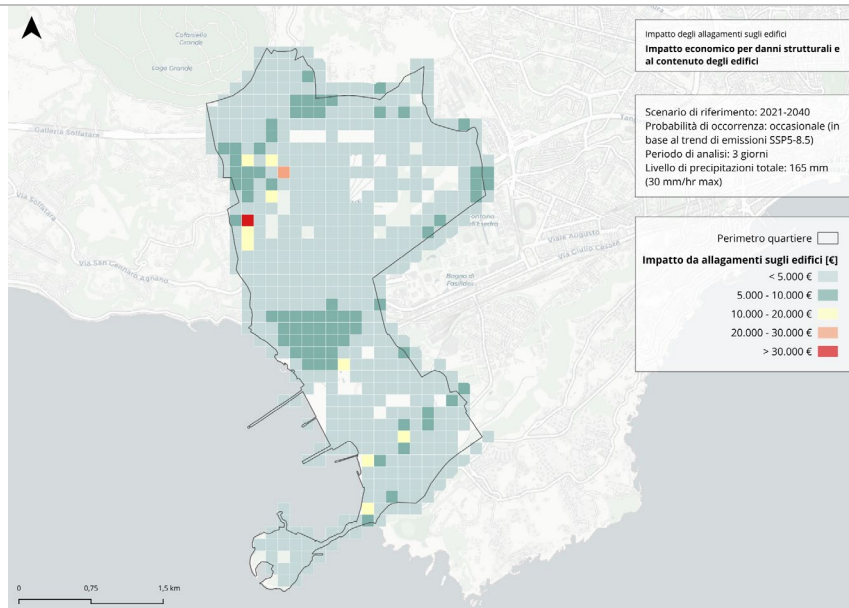 Impatto degli allagamenti sugli edifici
Impatto economico per danni strutturali e
al contenuto degli edifici
Scenario di riferimento: 2021-2040
Probabilità di occorrenza: occasionale (in
base al trend di emissioni SSP5-8.5)
Periodo di analisi: 3 giorni
Livello di precipitazioni totale: 165 mm
(30 mm/hr max)
Perimetro quartiere
Impatto da allagamenti sugli edifici [€]
< 5.000 €
5.000 - 10.000 €
10.000 - 20.000 €
20.000 - 30.000 €
> 30.000 €
Grande
Lago Grande
Galleria Solfatara
Via Solfatara
Via San Gennaro Agnano
Viale Augusto
Via Giulio Cesare
Bagno di
0 0,75 1,5 km